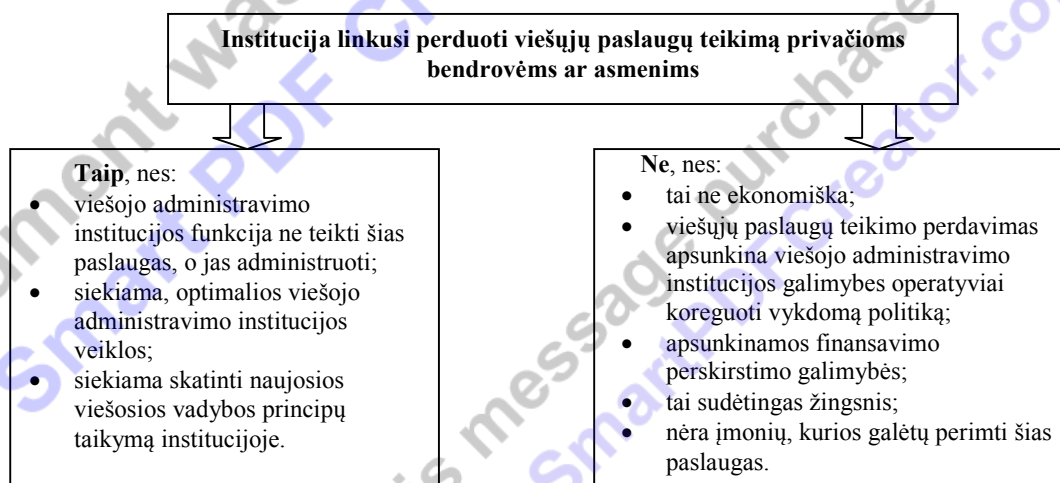 Institucija linkusi perduoti viešųjų paslaugų teikimą privačioms
bendrovėms ar asmenims
Taip, nes:
• viešojo administravimo
institucijos funkcija ne teikti šias
paslaugas, o jas administruoti;
• siekiama, optimalios viešojo
administravimo institucijos
veiklos;
• siekiama skatinti naujosios
viešosios vadybos principų
taikymą institucijoje.
Ne, nes:
• tai ne ekonomiška;
• viešųjų paslaugų teikimo perdavimas
apsunkina viešojo administravimo
institucijos galimybes operatyviai
koreguoti vykdomą politiką;
• apsunkinamos finansavimo
perskirstimo galimybės;
• tai sudėtingas žingsnis;
• nėra įmonių, kurios galėtų perimti šias
paslaugas.